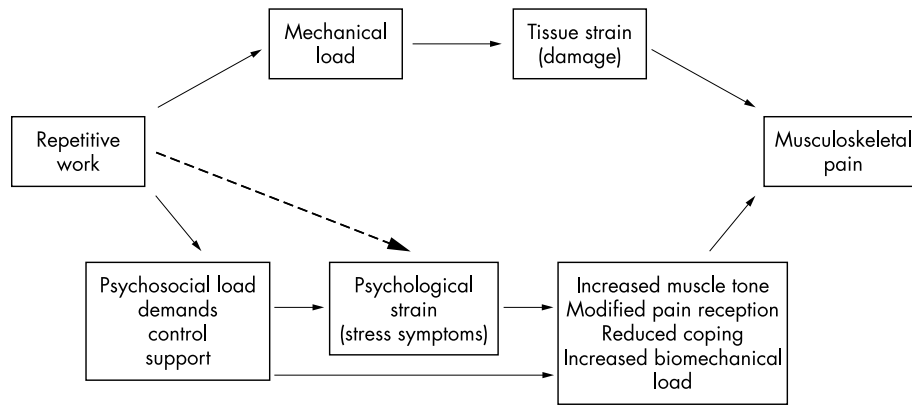 Mechanical
load
Tissue strain
(damage)
Repetitive
work
Musculoskeletal
pain
Psychosocial load
demands
control
support
Psychological
strain
(stress symptoms)
Increased muscle tone
Modified pain reception
Reduced coping
Increased biomechanical
load